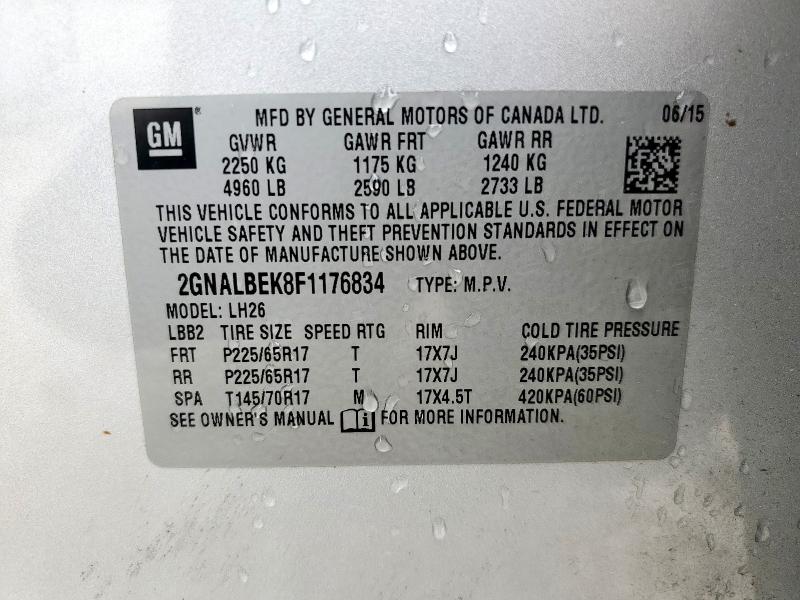 GM® MFD BY GENERAL MOTORS OF CANADA LTD. 06/15
GVWR GAWR FRT GAWR RR
2250 KG 1175 KG 1240 KG
4960 LB 2590 LB 2733 LB
THIS VEHICLE CONFORMS TO ALL APPLICABLE U.S. FEDERAL MOTOR
VEHICLE SAFETY AND THEFT PREVENTION STANDARDS IN EFFECT ON
THE DATE OF MANUFACTURE SHOWN ABOVE.
2GNALBEK8F1176834 TYPE: M.P.V.
MODEL: LH26
LBB2 TIRE SIZE SPEED RTG RIM COLD TIRE PRESSURE
FRT P225/65R17 T 17X7J 240KPA(35PSI)
RR P225/65R17 T 17X7J 240KPA(35PSI)
SPA T145/70R17 M 17X4.5T 420KPA(60PSI)
SEE OWNER'S MANUAL i FOR MORE INFORMATION.